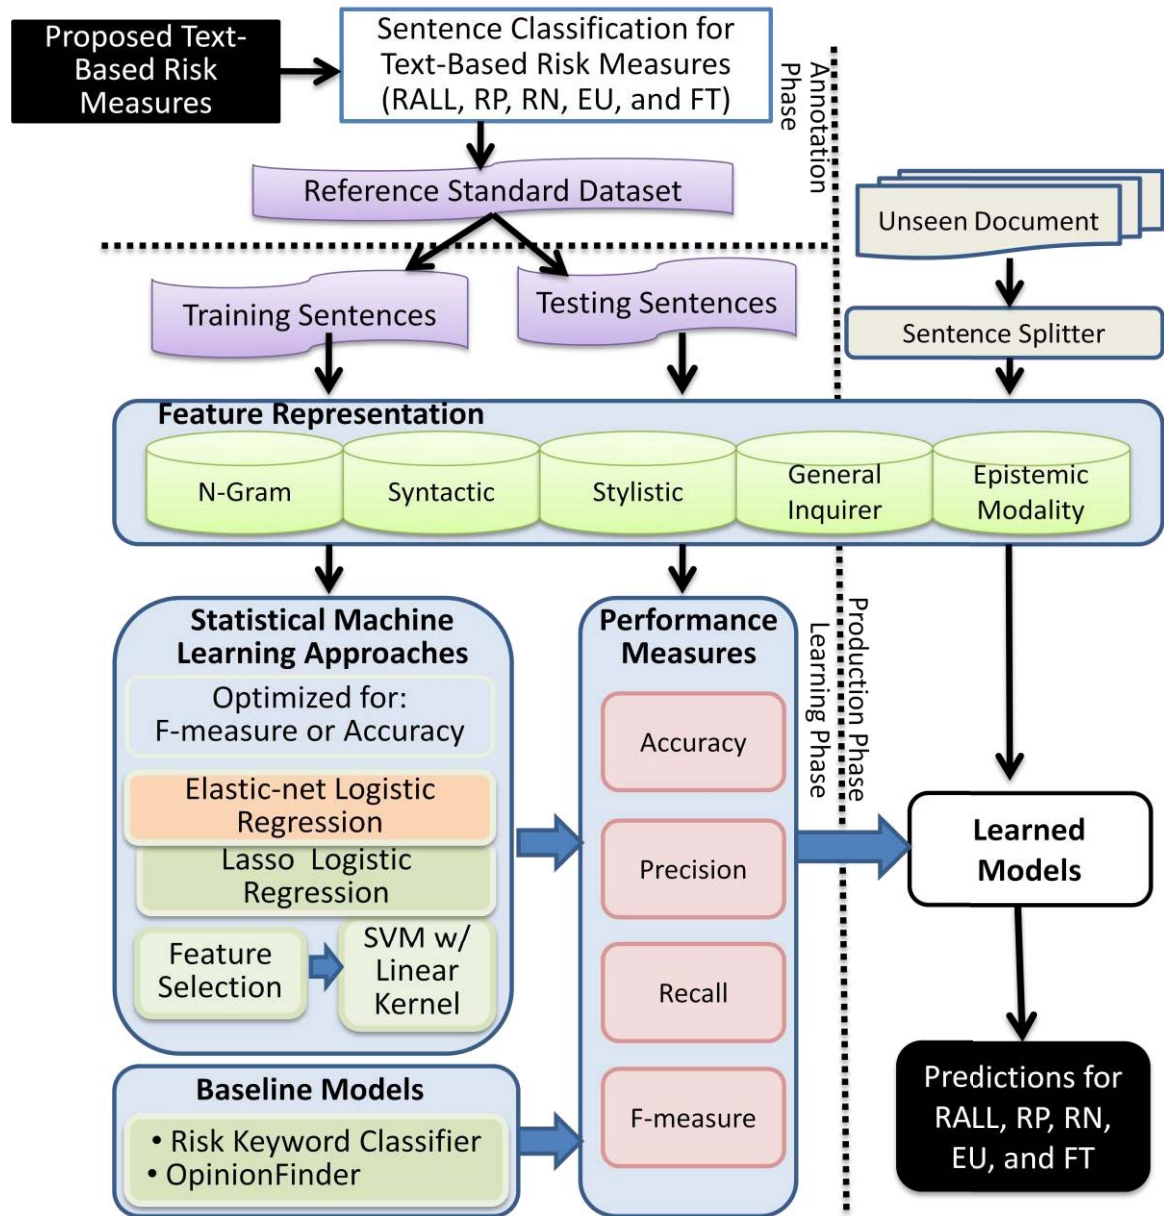 Proposed Text-
Based Risk
Measures
Sentence Classification for
Text-Based Risk Measures
(RALL, RP, RN, EU, and FT)
Annotation
Phase
Reference Standard Dataset
Unseen Document
Training Sentences
Testing Sentences
Sentence Splitter
Feature Representation
N-Gram
Syntactic
Stylistic
General
Inquirer
Epistemic
Modality
Statistical Machine
Learning Approaches
Optimized for:
F-measure or Accuracy
Elastic-net Logistic
Regression
Lasso Logistic
Regression
Feature
Selection
SVM w/
Linear
Kernel
Baseline Models
• Risk Keyword Classifier
• OpinionFinder
Performance
Measures
Accuracy
Precision
Recall
F-measure
Production Phase
Learning Phase
Learned
Models
Predictions for
RALL, RP, RN,
EU, and FT